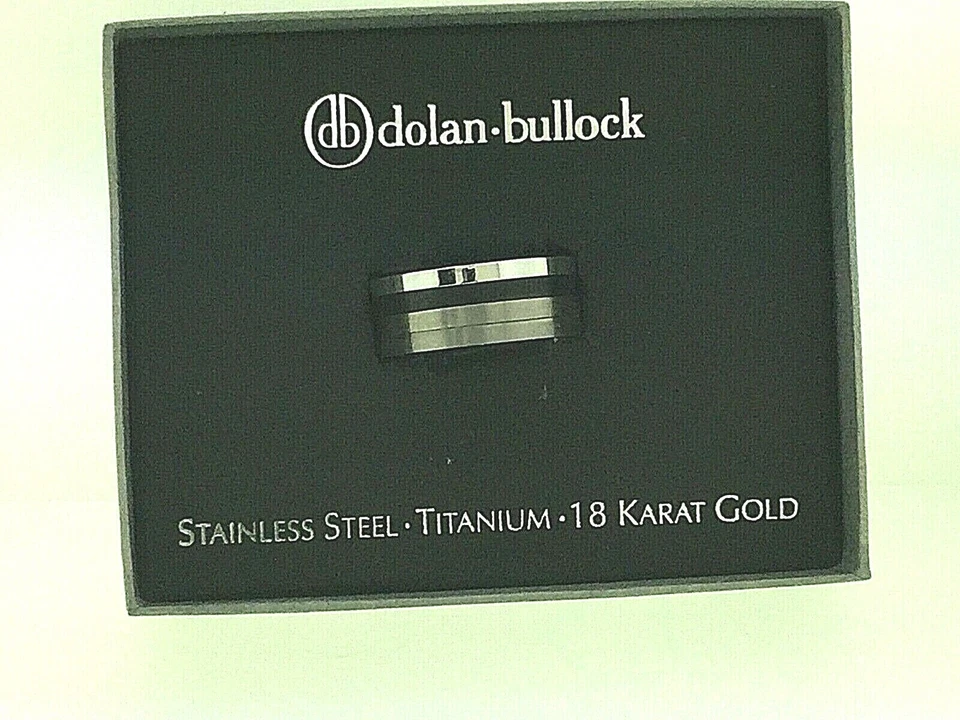 db dolan·bullock
STAINLESS STEEL · TITANIUM · 18 KARAT GOLD